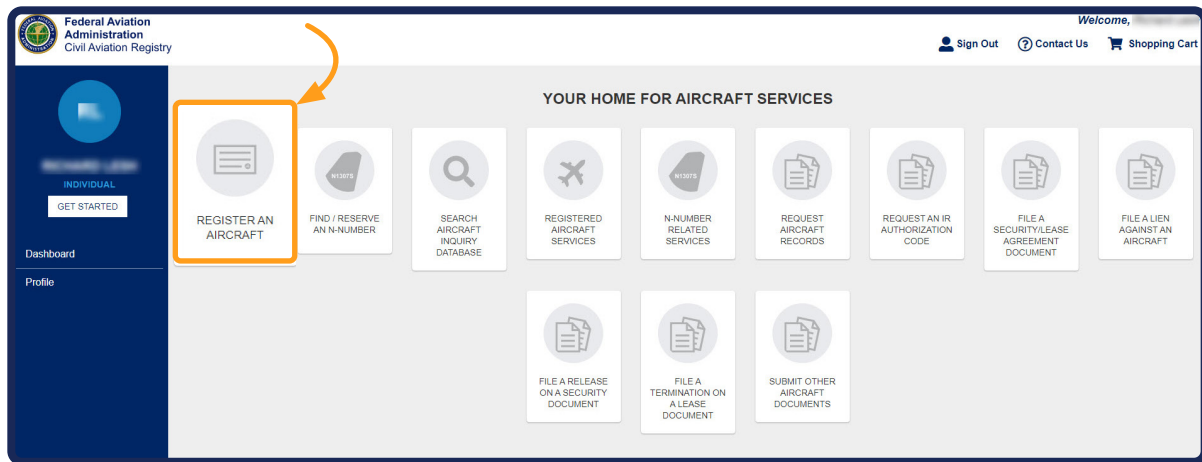 Federal Aviation
Administration
Civil Aviation Registry
Welcome,
Sign Out
Contact Us
Shopping Cart
INDIVIDUAL
GET STARTED
Dashboard
Profile
YOUR HOME FOR AIRCRAFT SERVICES
REGISTER AN
AIRCRAFT
N1307S
FIND / RESERVE
AN N-NUMBER
SEARCH
AIRCRAFT
INQUIRY
DATABASE
REGISTERED
AIRCRAFT
SERVICES
N1307S
N-NUMBER
RELATED
SERVICES
REQUEST
AIRCRAFT
RECORDS
REQUEST AN IR
AUTHORIZATION
CODE
FILE A
SECURITY/LEASE
AGREEMENT
DOCUMENT
FILE A LIEN
AGAINST AN
AIRCRAFT
FILE A RELEASE
ON A SECURITY
DOCUMENT
FILE A
TERMINATION ON
A LEASE
DOCUMENT
SUBMIT OTHER
AIRCRAFT
DOCUMENTS